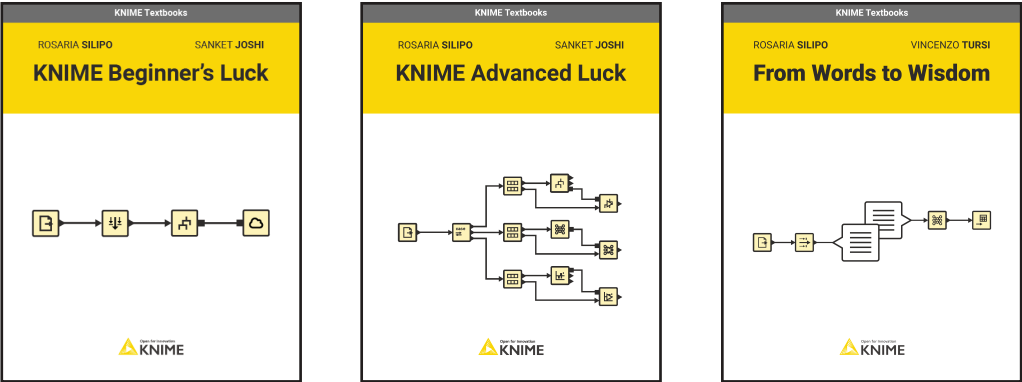 KNIME Textbooks
ROSARIA SILIPO SANKET JOSHI
KNIME Beginner's Luck
Open for Innovation
KNIME
KNIME Textbooks
ROSARIA SILIPO SANKET JOSHI
KNIME Advanced Luck
Open for Innovation
KNIME
KNIME Textbooks
ROSARIA SILIPO VINCENZO TURSI
From Words to Wisdom
Open for Innovation
KNIME